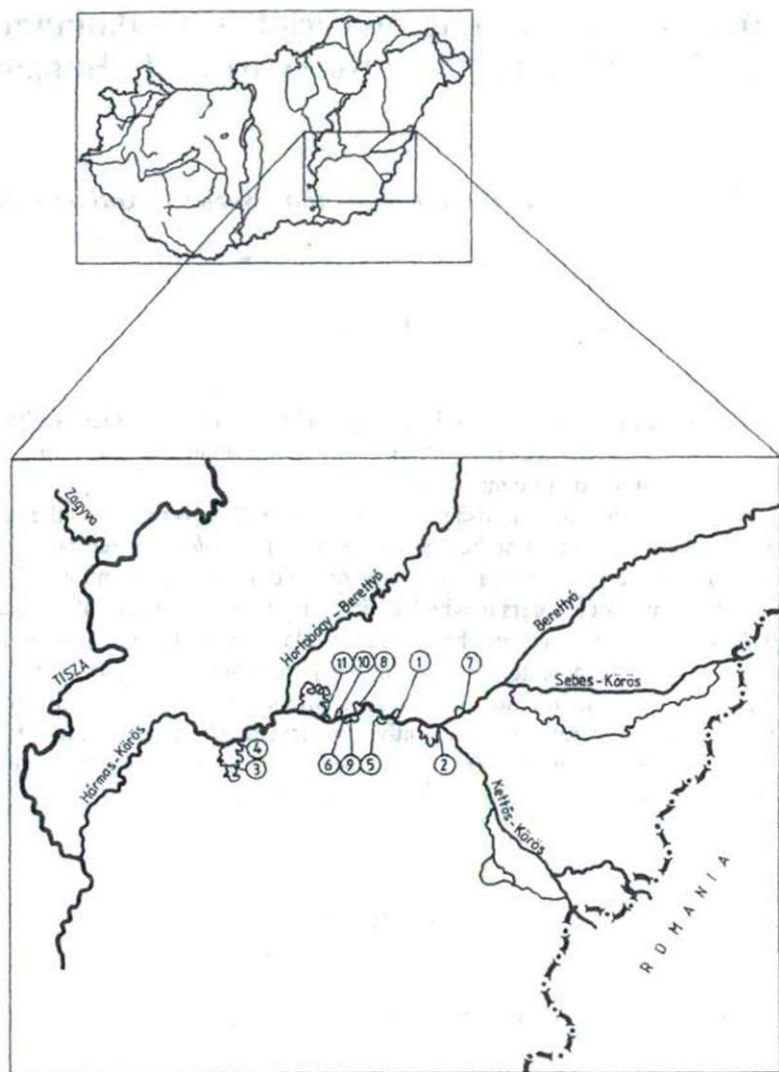 Zagyva
TISZA
Hármas-Körös
Hortobágy-Berettyó
Berettyó
Sebes-Körös
Kettős-Körös
11 10 8 1 7
4
3
6 9 5 2
ROMANIA